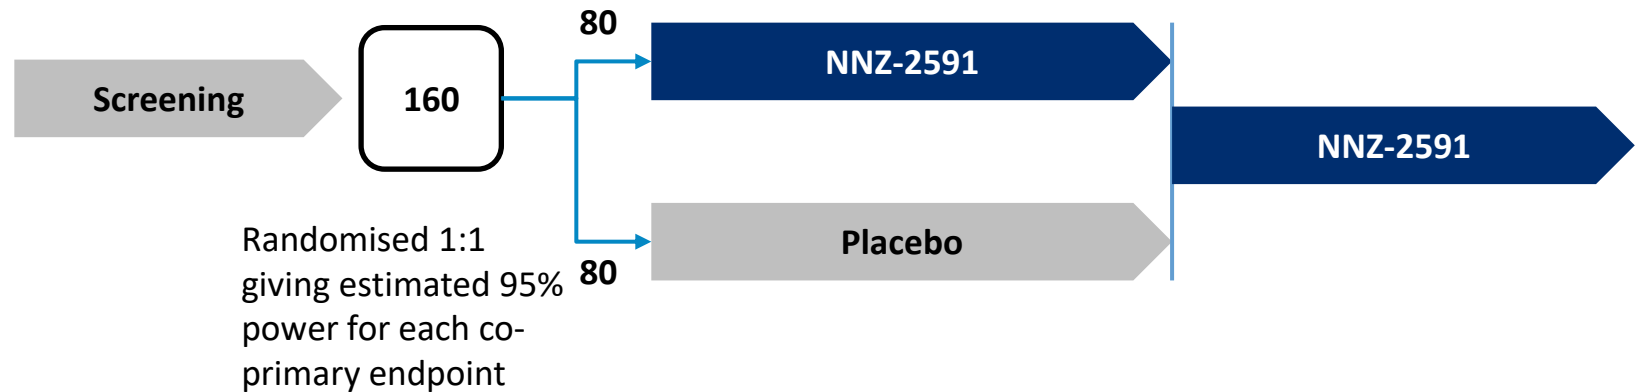 80
NNZ-2591
Screening
160
NNZ-2591
Placebo
80
Randomised 1:1
giving estimated 95%
power for each co-
primary endpoint